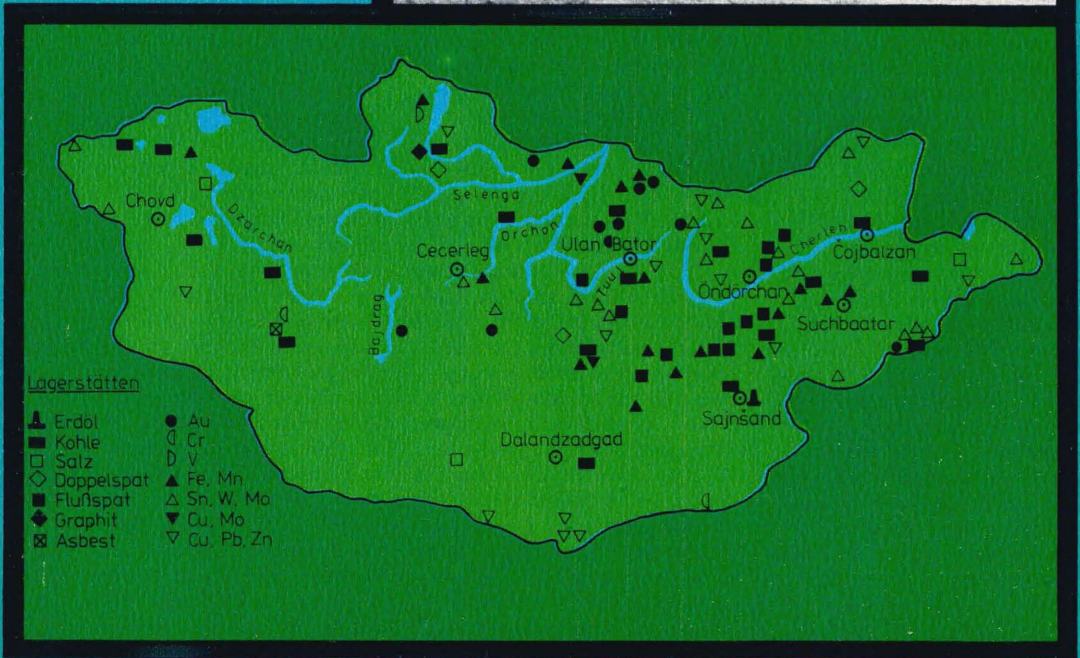 Selenga
Chovd
Dzarchan
Orchon
Cecerleg
Ulan Bator
Cherlen
Čojbalzan
Tuul
Öndörchan
Bajdrag
Suchbaatar
Sajnšand
Dalandzadgad
Lagerstätten
Erdöl
Kohle
Salz
Doppelspat
Flußspat
Graphit
Asbest
Au
Cr
V
Fe, Mn
Sn, W, Mo
Cu, Mo
Cu, Pb, Zn